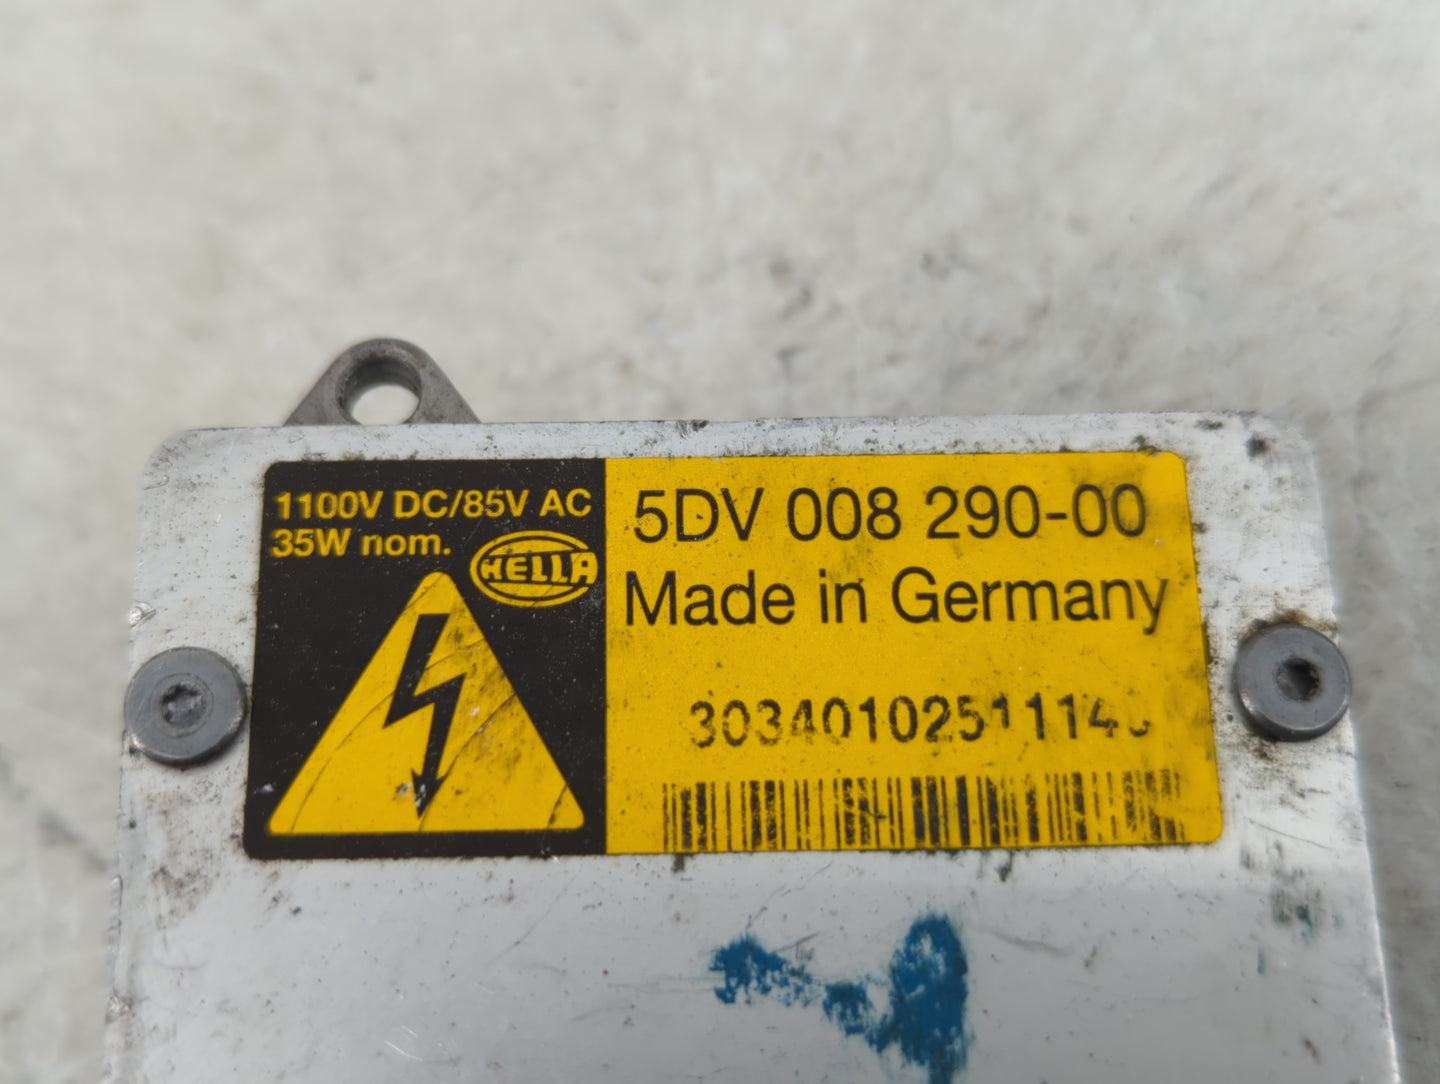 1100V DC/85V AC
35W nom.
HELLA
5DV 008 290-00
Made in Germany